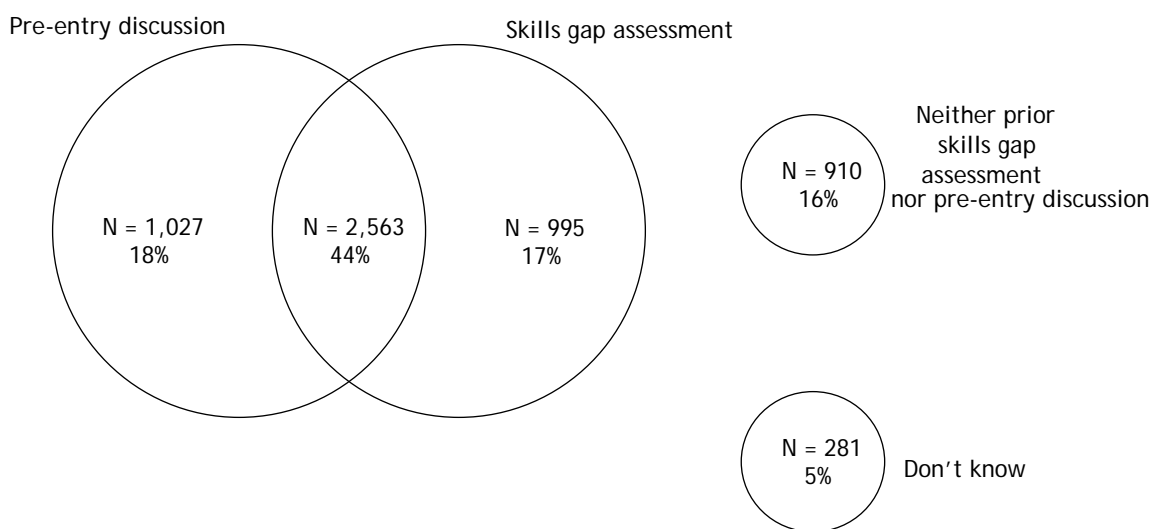 Pre-entry discussion
Skills gap assessment
N = 1,027
18%
N = 2,563
44%
N = 995
17%
N = 910
16%
Neither prior
skills gap
assessment
nor pre-entry discussion
N = 281
5%
Don't know